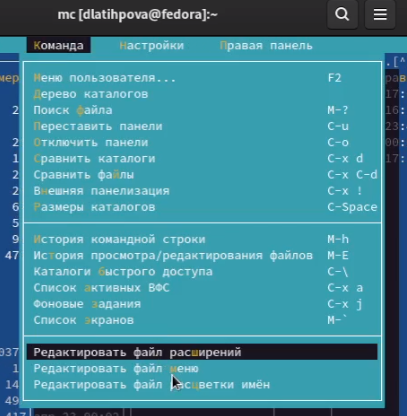 mc [dlatihpova@fedora]:~
Команда Настройки Правая панель
Меню пользователя... F2
Дерево каталогов
Поиск файла M-?
Переставить панели C-u
Отключить панели C-o
Сравнить каталоги C-x d
Сравнить файлы C-x C-d
Внешняя панелизация C-x !
Размеры каталогов C-Space
История командной строки M-h
История просмотра/редактирования файлов M-E
Каталоги быстрого доступа C-\
Список активных ВФС C-x a
Фоновые задания C-x j
Список экранов M-`
Редактировать файл расширений
Редактировать файл меню
Редактировать файл расцветки имён